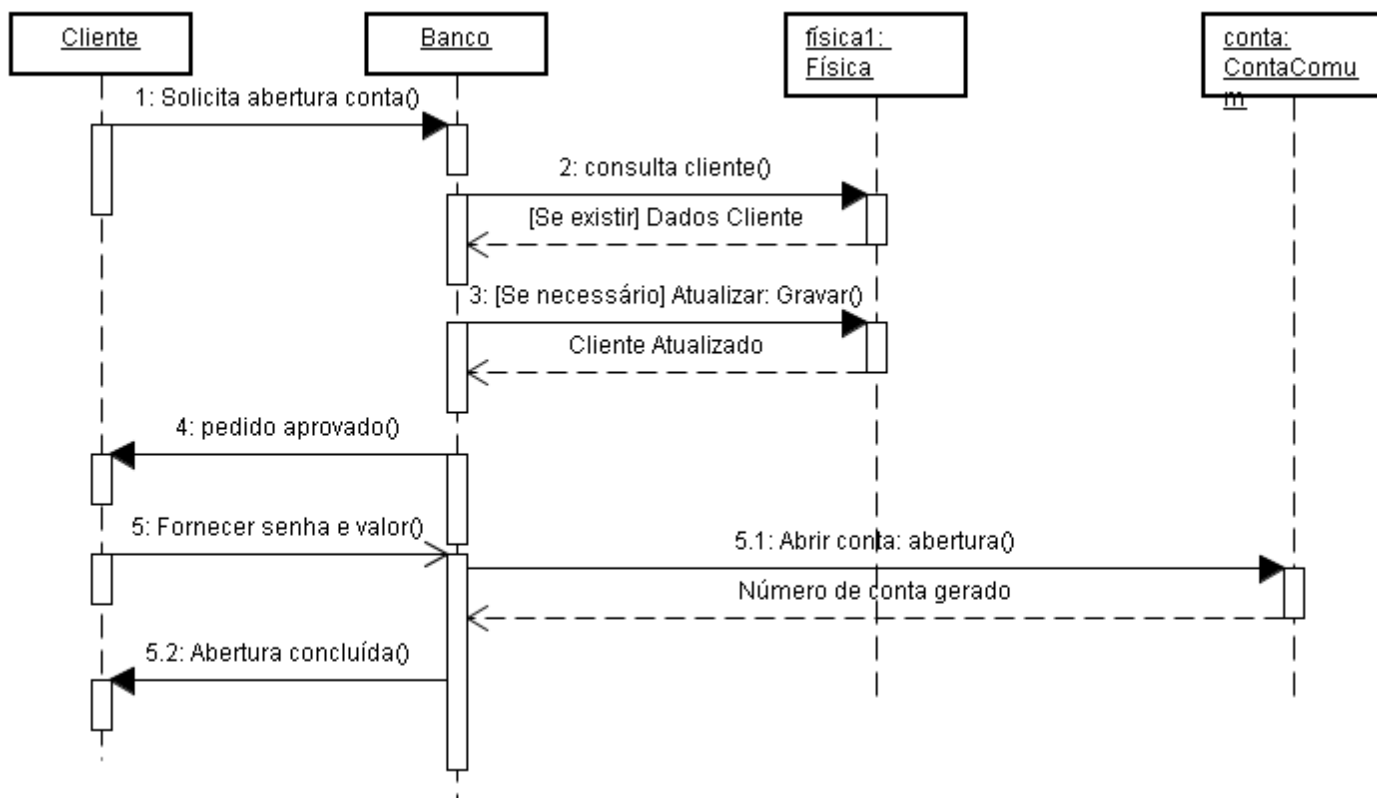 Cliente
Banco
física1:
Física
conta:
ContaComu
m
1: Solicita abertura conta()
2: consulta cliente()
[Se existir] Dados Cliente
3: [Se necessário] Atualizar: Gravar()
Cliente Atualizado
4: pedido aprovado()
5: Fornecer senha e valor()
5.1: Abrir conta: abertura()
Número de conta gerado
5.2: Abertura concluída()